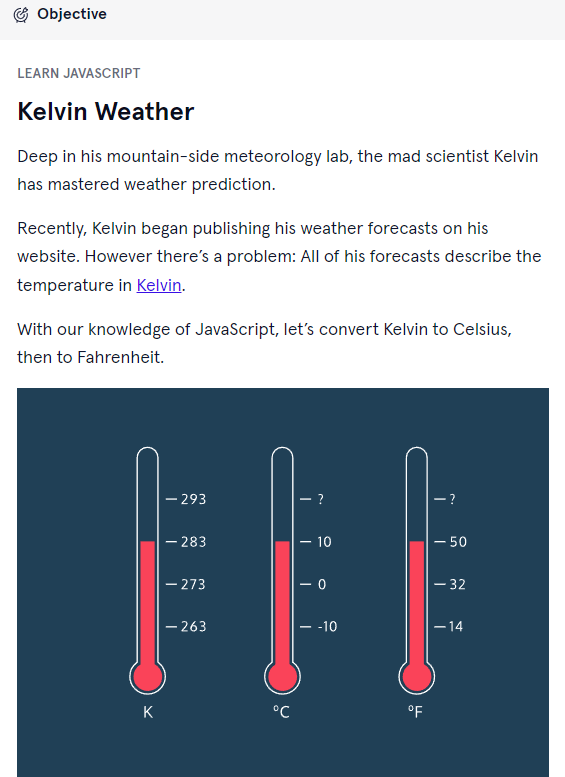 Objective
LEARN JAVASCRIPT
Kelvin Weather
Deep in his mountain-side meteorology lab, the mad scientist Kelvin
has mastered weather prediction.
Recently, Kelvin began publishing his weather forecasts on his
website. However there’s a problem: All of his forecasts describe the
temperature in Kelvin.
With our knowledge of JavaScript, let’s convert Kelvin to Celsius,
then to Fahrenheit.
293 ? ?
283 10 50
273 0 32
263 -10 14
K °C °F